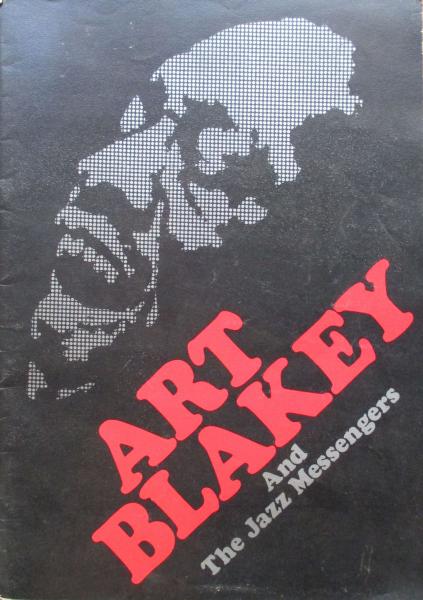 ART
BLAKEY
And
The Jazz Messengers